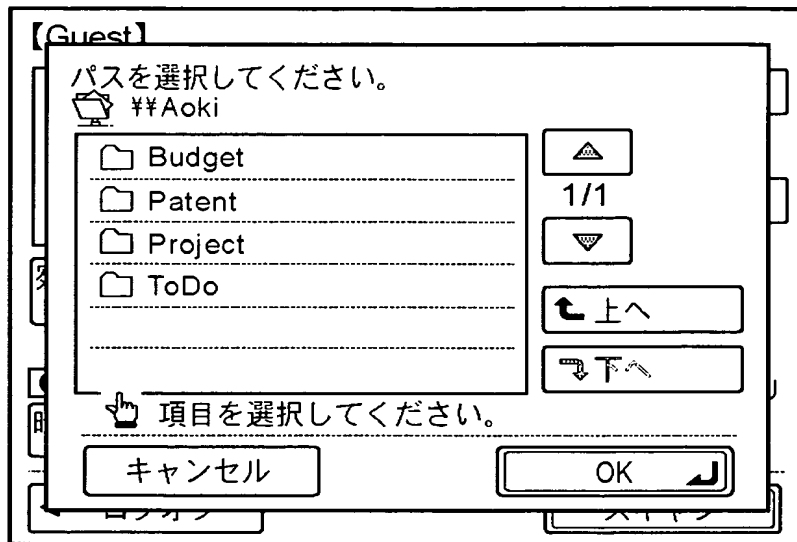 【Guest】
パスを選択してください。
¥¥Aoki
Budget
Patent
Project
ToDo
1/1
上へ
下へ
項目を選択してください。
キャンセル
OK